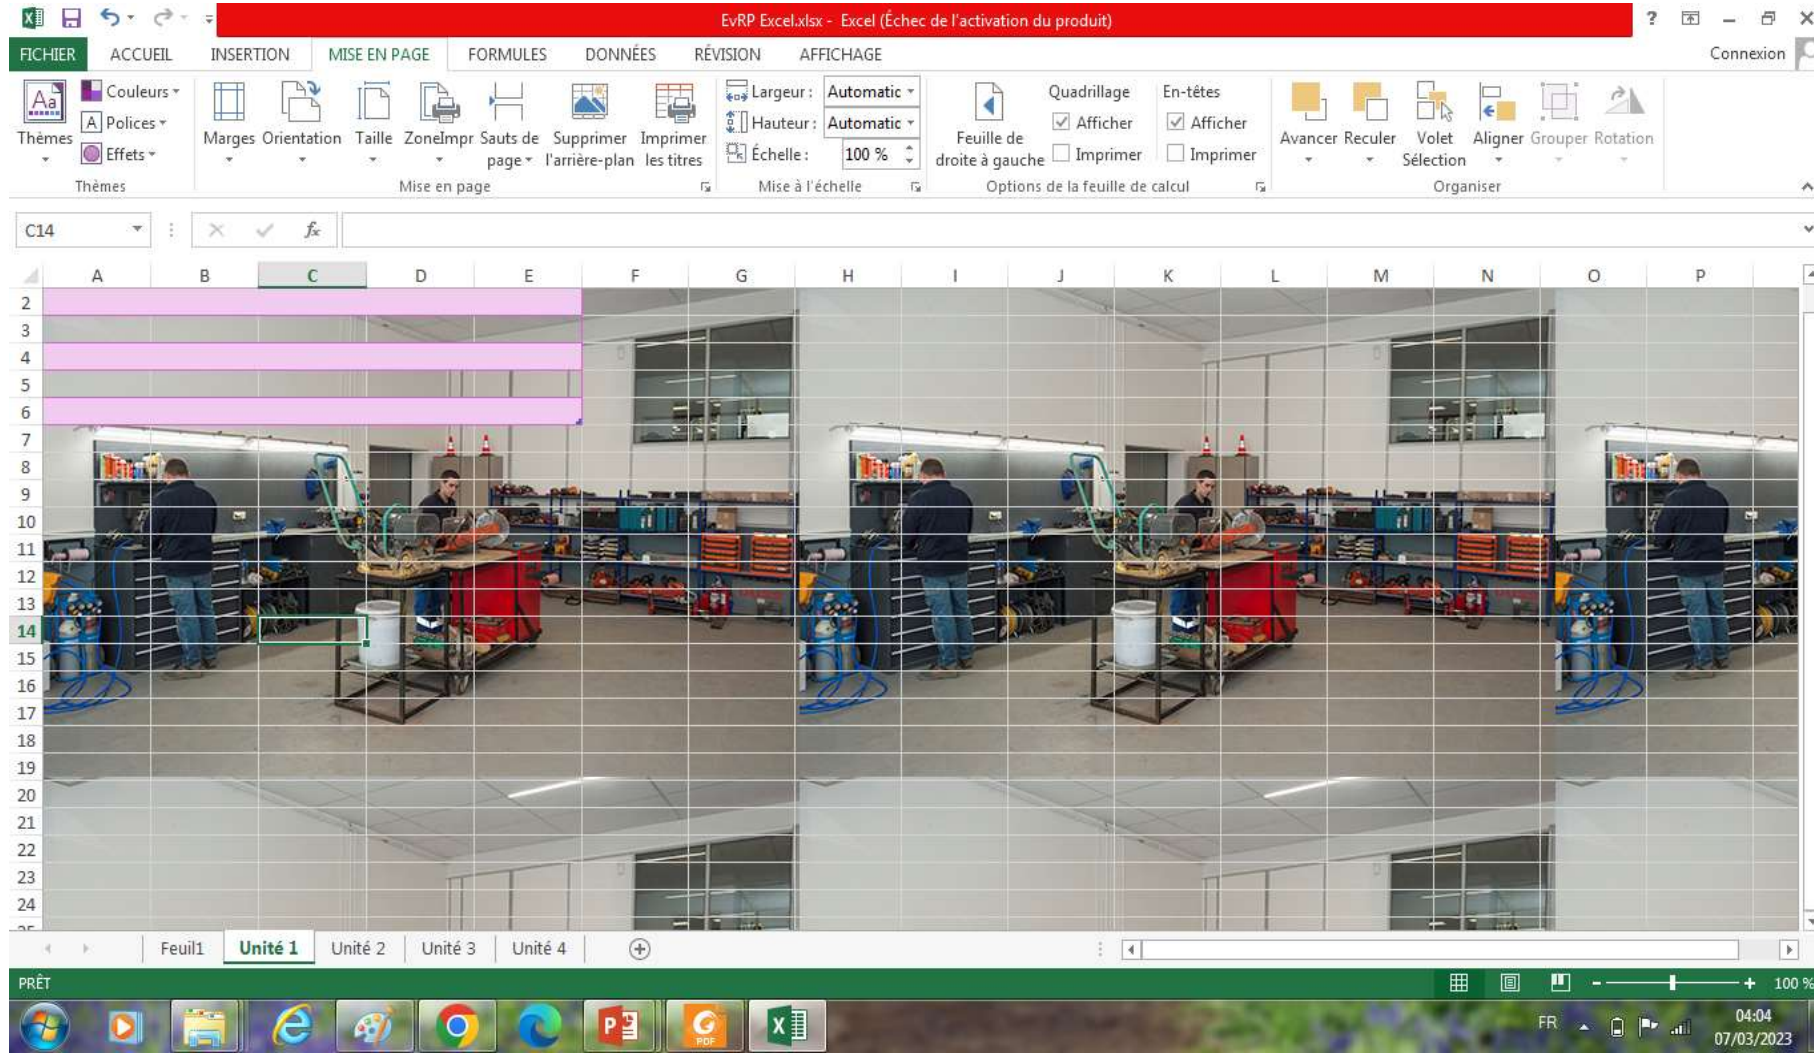 EvRP Excel.xlsx - Excel (Échec de l'activation du produit)
FICHIER ACCUEIL INSERTION MISE EN PAGE FORMULES DONNÉES RÉVISION AFFICHAGE Connexion
Aa Couleurs Largeur : Automatic Quadrillage En-têtes
A Polices Hauteur : Automatic Afficher Afficher
Thèmes Marges Orientation Taille ZoneImpr Sauts de Supprimer Imprimer Feuille de Avancer Reculer Volet Aligner Grouper Rotation
Effets page l'arrière-plan les titres Échelle : 100 % droite à gauche Imprimer Imprimer Sélection
Thèmes Mise en page Mise à l'échelle Options de la feuille de calcul Organiser
C14 fx
A B C D E F G H I J K L M N O P
2
3
4
5
6
7
8
9
10
11
12
13
14
15
16
17
18
19
20
21
22
23
24
Feuil1 Unité 1 Unité 2 Unité 3 Unité 4
PRÊT 100 %
FR 04:04
07/03/2023